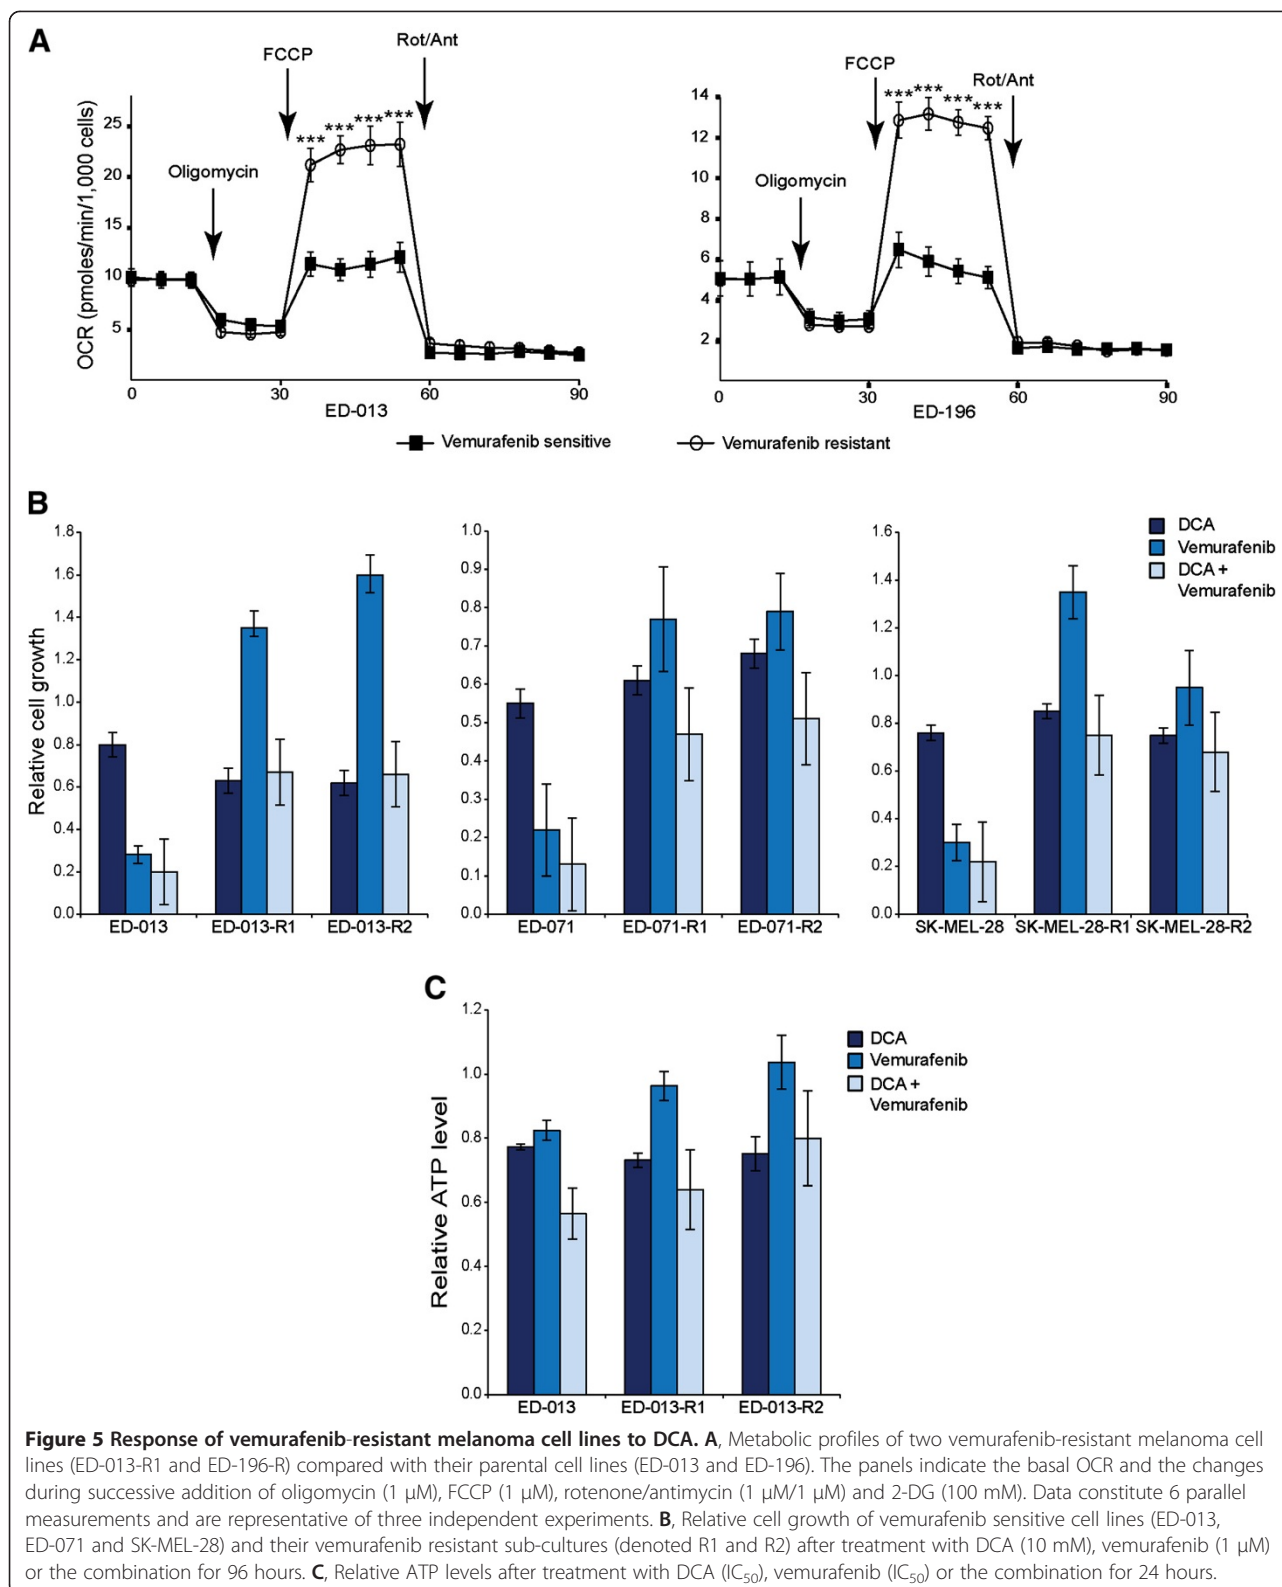 A
FCCP
Rot/Ant
Oligomycin
*** *** *** ***
OCR (pmoles/min/1,000 cells)
25
20
15
10
5
0 30 60 90
ED-013
FCCP
Rot/Ant
Oligomycin
*** *** *** ***
14
12
10
8
6
4
2
0 30 60 90
ED-196
Vemurafenib sensitive
Vemurafenib resistant
B
Relative cell growth
1.8
1.6
1.4
1.2
1.0
0.8
0.6
0.4
0.2
0.0
ED-013 ED-013-R1 ED-013-R2
1.0
0.9
0.8
0.7
0.6
0.5
0.4
0.3
0.2
0.1
0.0
ED-071 ED-071-R1 ED-071-R2
1.6
1.4
1.2
1.0
0.8
0.6
0.4
0.2
0.0
SK-MEL-28 SK-MEL-28-R1 SK-MEL-28-R2
DCA
Vemurafenib
DCA +
Vemurafenib
C
Relative ATP level
1.2
1.0
0.8
0.6
0.4
0.2
0.0
ED-013 ED-013-R1 ED-013-R2
DCA
Vemurafenib
DCA +
Vemurafenib
Figure 5 Response of vemurafenib-resistant melanoma cell lines to DCA. A, Metabolic profiles of two vemurafenib-resistant melanoma cell
lines (ED-013-R1 and ED-196-R) compared with their parental cell lines (ED-013 and ED-196). The panels indicate the basal OCR and the changes
during successive addition of oligomycin (1 μM), FCCP (1 μM), rotenone/antimycin (1 μM/1 μM) and 2-DG (100 mM). Data constitute 6 parallel
measurements and are representative of three independent experiments. B, Relative cell growth of vemurafenib sensitive cell lines (ED-013,
ED-071 and SK-MEL-28) and their vemurafenib resistant sub-cultures (denoted R1 and R2) after treatment with DCA (10 mM), vemurafenib (1 μM)
or the combination for 96 hours. C, Relative ATP levels after treatment with DCA (IC50), vemurafenib (IC50) or the combination for 24 hours.